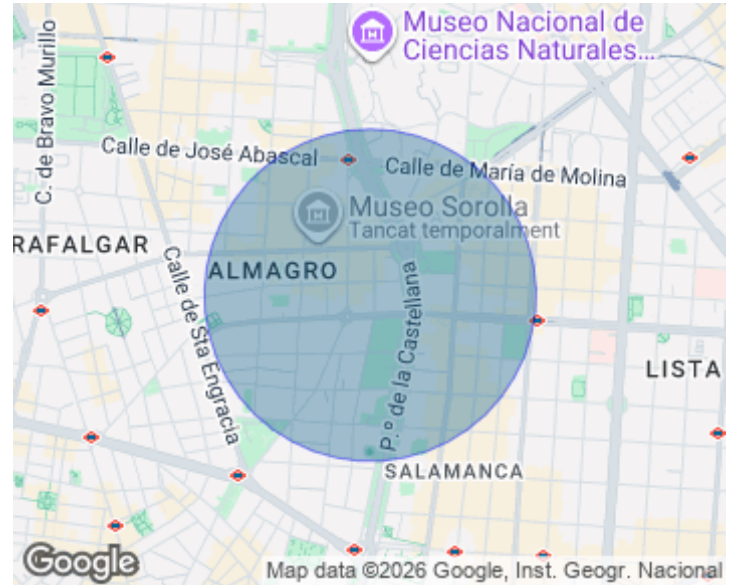 Museo Nacional de
Ciencias Naturales...
C. de Bravo Murillo
Calle de José Abascal
Calle de María de Molina
Museo Sorolla
Tancat temporalment
RAFALGAR
ALMAGRO
Calle de Sta Engracia
P.º de la Castellana
LISTA
SALAMANCA
Google
Map data ©2026 Google, Inst. Geogr. Nacional